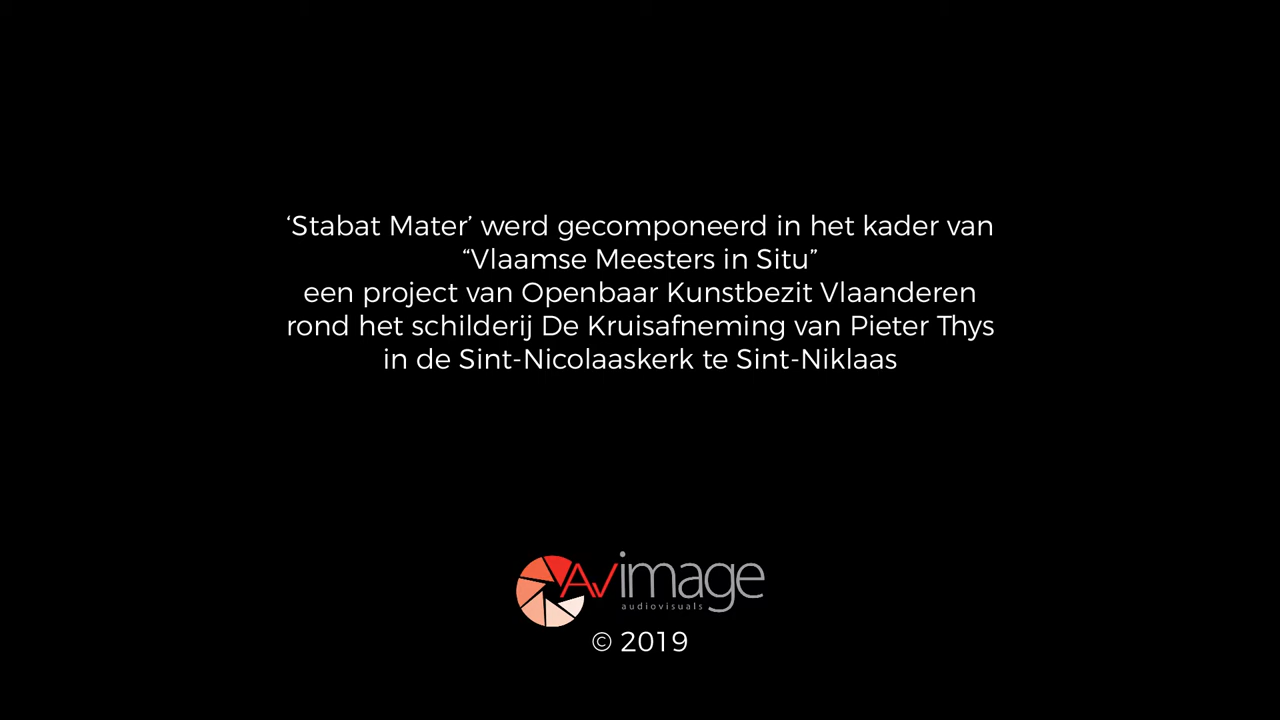 ‘Stabat Mater’ werd gecomponeerd in het kader van
“Vlaamse Meesters in Situ”
een project van Openbaar Kunstbezit Vlaanderen
rond het schilderij De Kruisafneming van Pieter Thys
in de Sint-Nicolaaskerk te Sint-Niklaas
AVimage
audiovisuals
© 2019